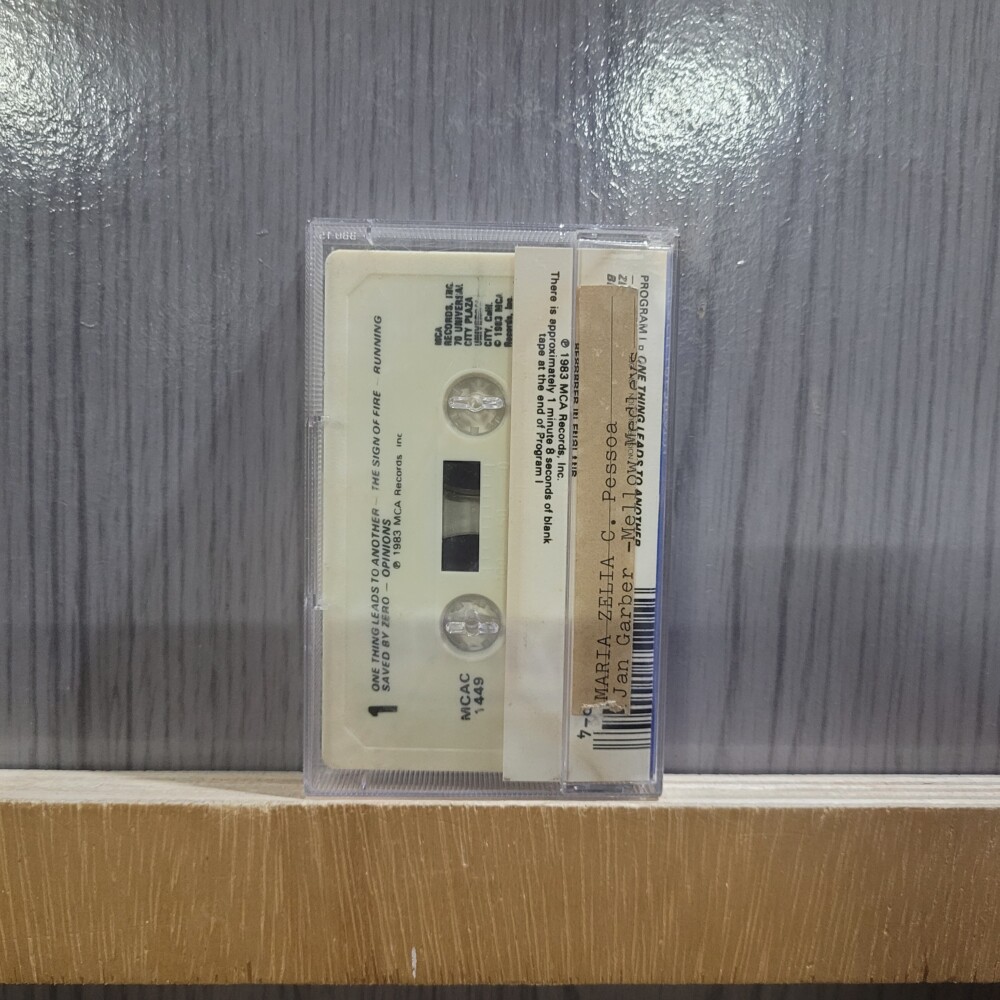 MCA
RECORDS, INC.
70 UNIVERSAL
CITY PLAZA
UNIVERSAL
CITY, Calif.
© 1983 MCA
Records, Inc.
ONE THING LEADS TO ANOTHER – THE SIGN OF FIRE – RUNNING
SAVED BY ZERO – OPINIONS
℗ 1983 MCA Records Inc
1
MCAC
1449
There is approximately 1 minute 8 seconds of blank
tape at the end of Program I
℗ 1983 MCA Records, Inc.
PROGRAM I ONE THING LEADS TO ANOTHER
MARIA ZELIA C. Pessoa
Jan Garber -Mellow Medleys
-4